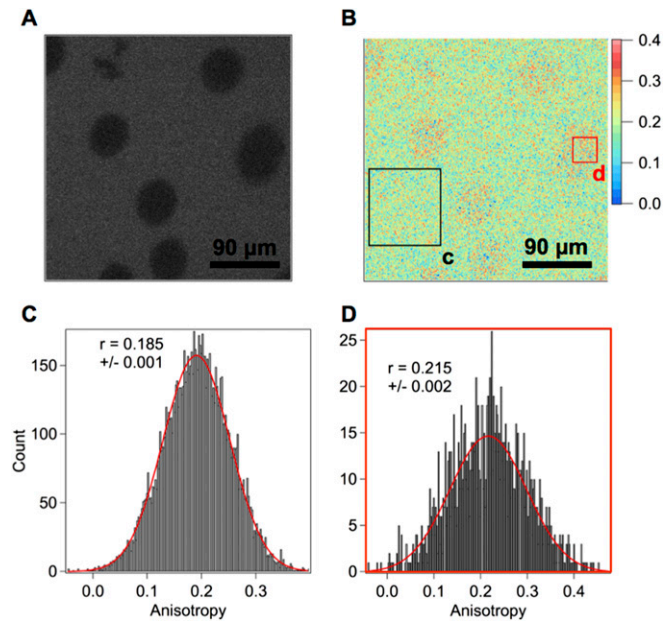 A
90 µm
B
0.4
0.3
0.2
0.1
0.0
d
c
90 µm
C
r = 0.185
+/- 0.001
150
100
50
0
Count
0.0 0.1 0.2 0.3
Anisotropy
D
r = 0.215
+/- 0.002
25
20
15
10
5
0
0.0 0.1 0.2 0.3 0.4
Anisotropy